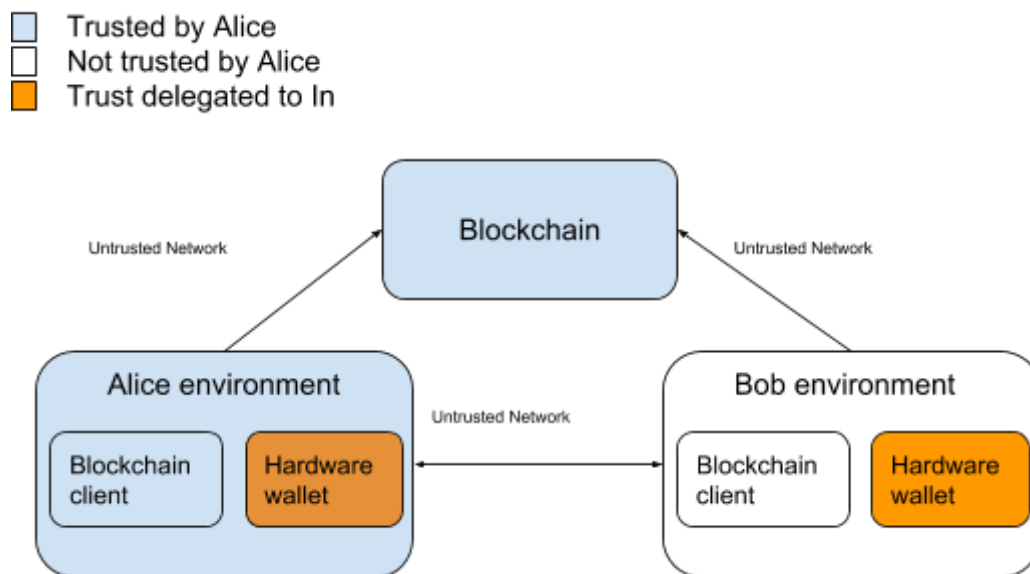 Trusted by Alice
Not trusted by Alice
Trust delegated to In
Blockchain
Untrusted Network
Untrusted Network
Alice environment
Bob environment
Untrusted Network
Blockchain
client
Hardware
wallet
Blockchain
client
Hardware
wallet